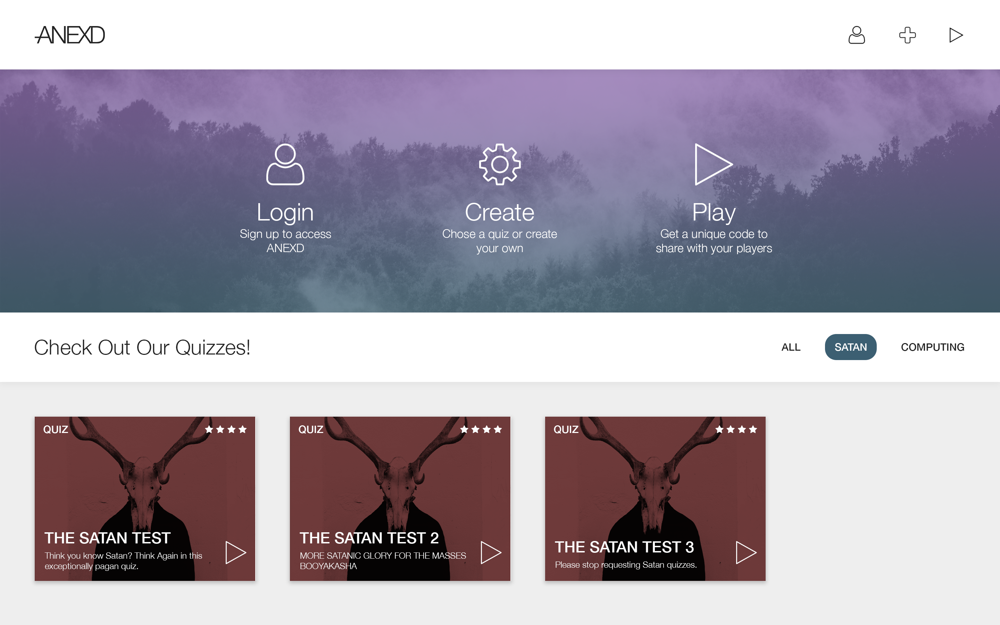 ANEXD
Login
Sign up to access
ANEXD
Create
Chose a quiz or create
your own
Play
Get a unique code to
share with your players
Check Out Our Quizzes!
ALL
SATAN
COMPUTING
QUIZ
THE SATAN TEST
Think you know Satan? Think Again in this
exceptionally pagan quiz.
QUIZ
THE SATAN TEST 2
MORE SATANIC GLORY FOR THE MASSES
BOOYAKASHA
QUIZ
THE SATAN TEST 3
Please stop requesting Satan quizzes.